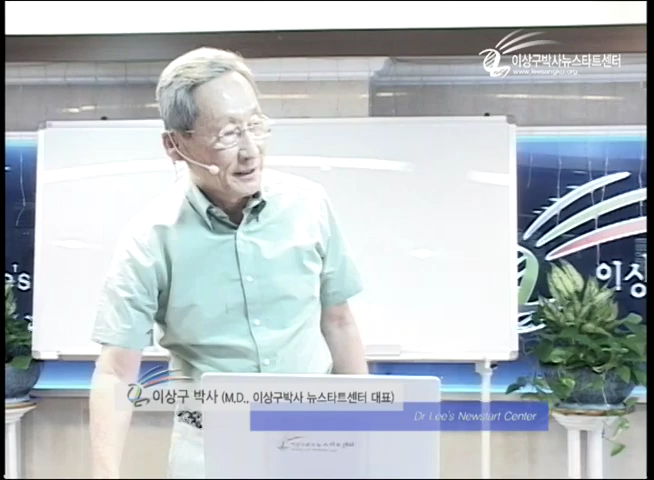 이상구박사뉴스타트센터
www.leesangku.org
e's
이상
이상구 박사 (M.D., 이상구박사 뉴스타트센터 대표)
Dr Lee's Newstart Center